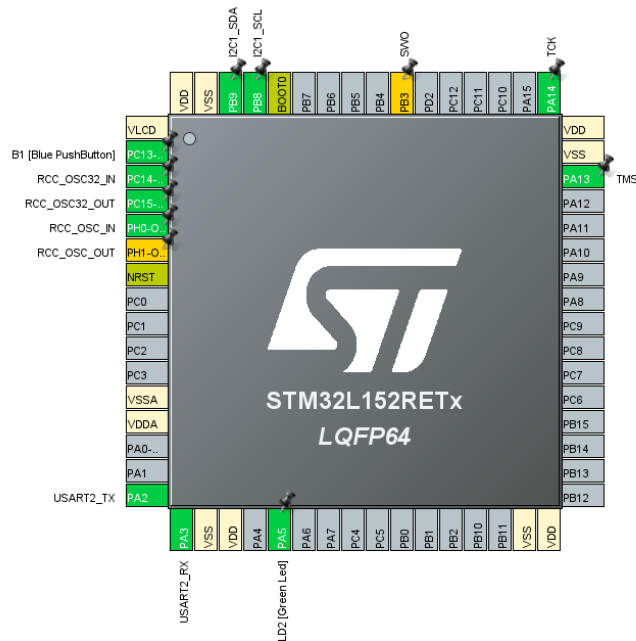 I2C1_SDA
I2C1_SCL
SWO
TCK
VDD
VSS
PB9
PB8
BOOT0
PB7
PB6
PB5
PB4
PB3
PD2
PC12
PC11
PC10
PA15
PA14
VLCD
B1 [Blue PushButton] PC13-..
RCC_OSC32_IN PC14-..
RCC_OSC32_OUT PC15-..
RCC_OSC_IN PH0-O..
RCC_OSC_OUT PH1-O..
NRST
PC0
PC1
PC2
PC3
VSSA
VDDA
PA0-..
PA1
USART2_TX PA2
ST
STM32L152RETx
LQFP64
VDD
VSS
PA13 TMS
PA12
PA11
PA10
PA9
PA8
PC9
PC8
PC7
PC6
PB15
PB14
PB13
PB12
PA3
VSS
VDD
PA4
PA5
PA6
PA7
PC4
PC5
PB0
PB1
PB2
PB10
PB11
VSS
VDD
USART2_RX
LD2 [Green Led]